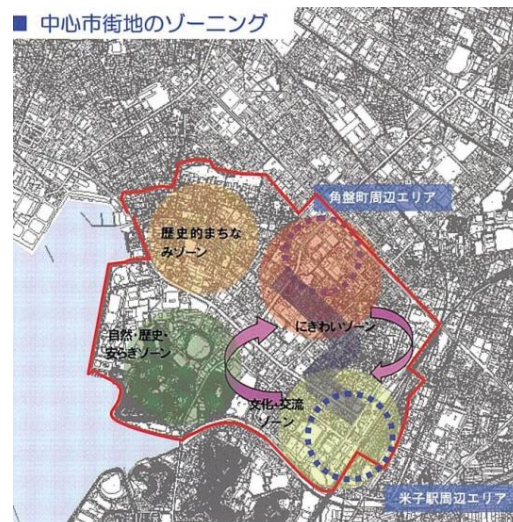 ■ 中心市街地のゾーニング
角盤町周辺エリア
歴史的まちな
みゾーン
にぎわいゾーン
自然・歴史・
安らぎゾーン
文化・交流
ゾーン
米子駅周辺エリア